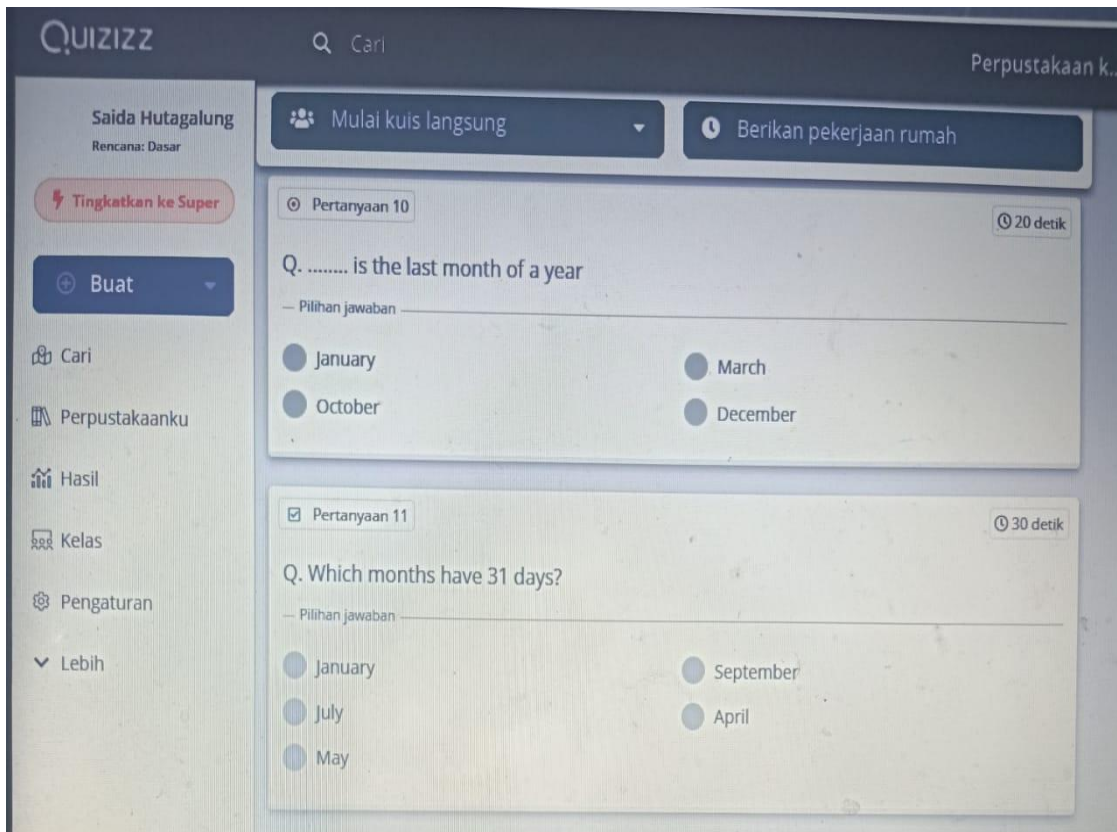 QUIZIZZ
Cari
Perpustakaan k...
Saida Hutagalung
Rencana: Dasar
Tingkatkan ke Super
Buat
Cari
Perpustakaanku
Hasil
Kelas
Pengaturan
Lebih
Mulai kuis langsung
Berikan pekerjaan rumah
Pertanyaan 10
20 detik
Q. ........ is the last month of a year
Pilihan jawaban
January
March
October
December
Pertanyaan 11
30 detik
Q. Which months have 31 days?
Pilihan jawaban
January
September
July
April
May